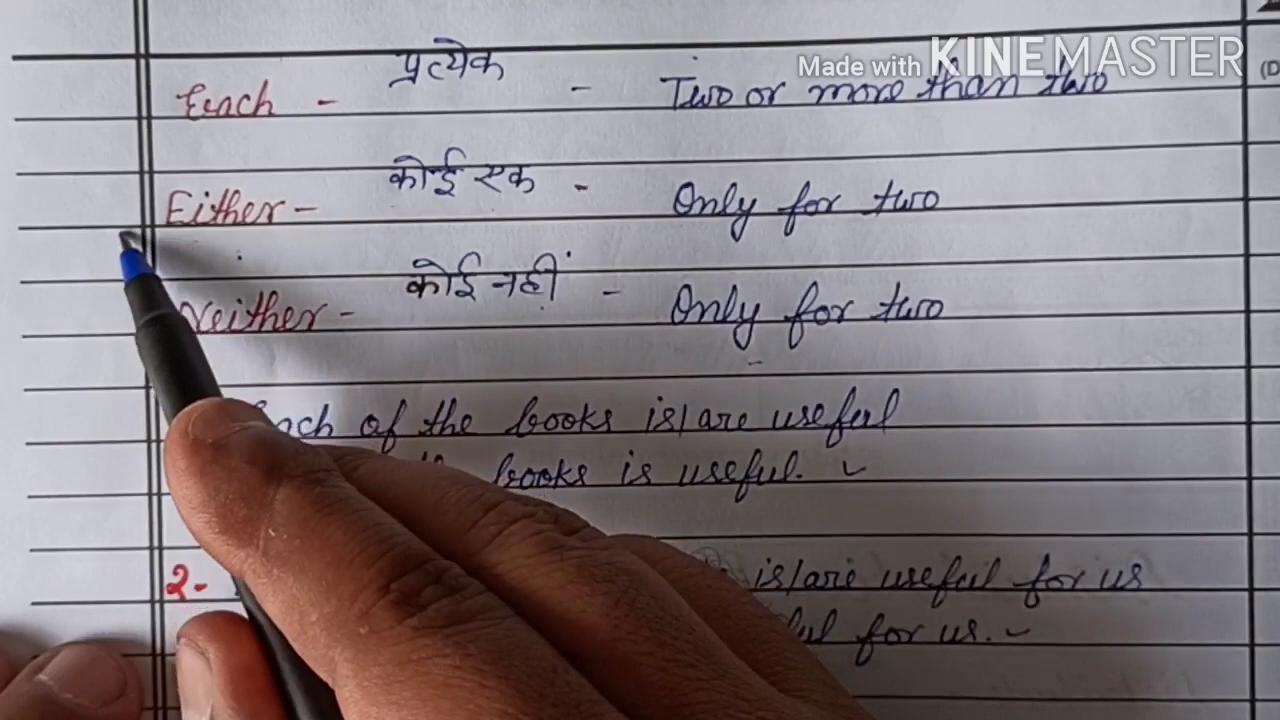 Made with KINEMASTER
(D
Each - प्रत्येक - Two or more than two
Either - कोई एक - Only for two
Neither - कोई नहीं - Only for two
Each of the books is/are useful
books is useful.
2- is/are useful for us
for us.